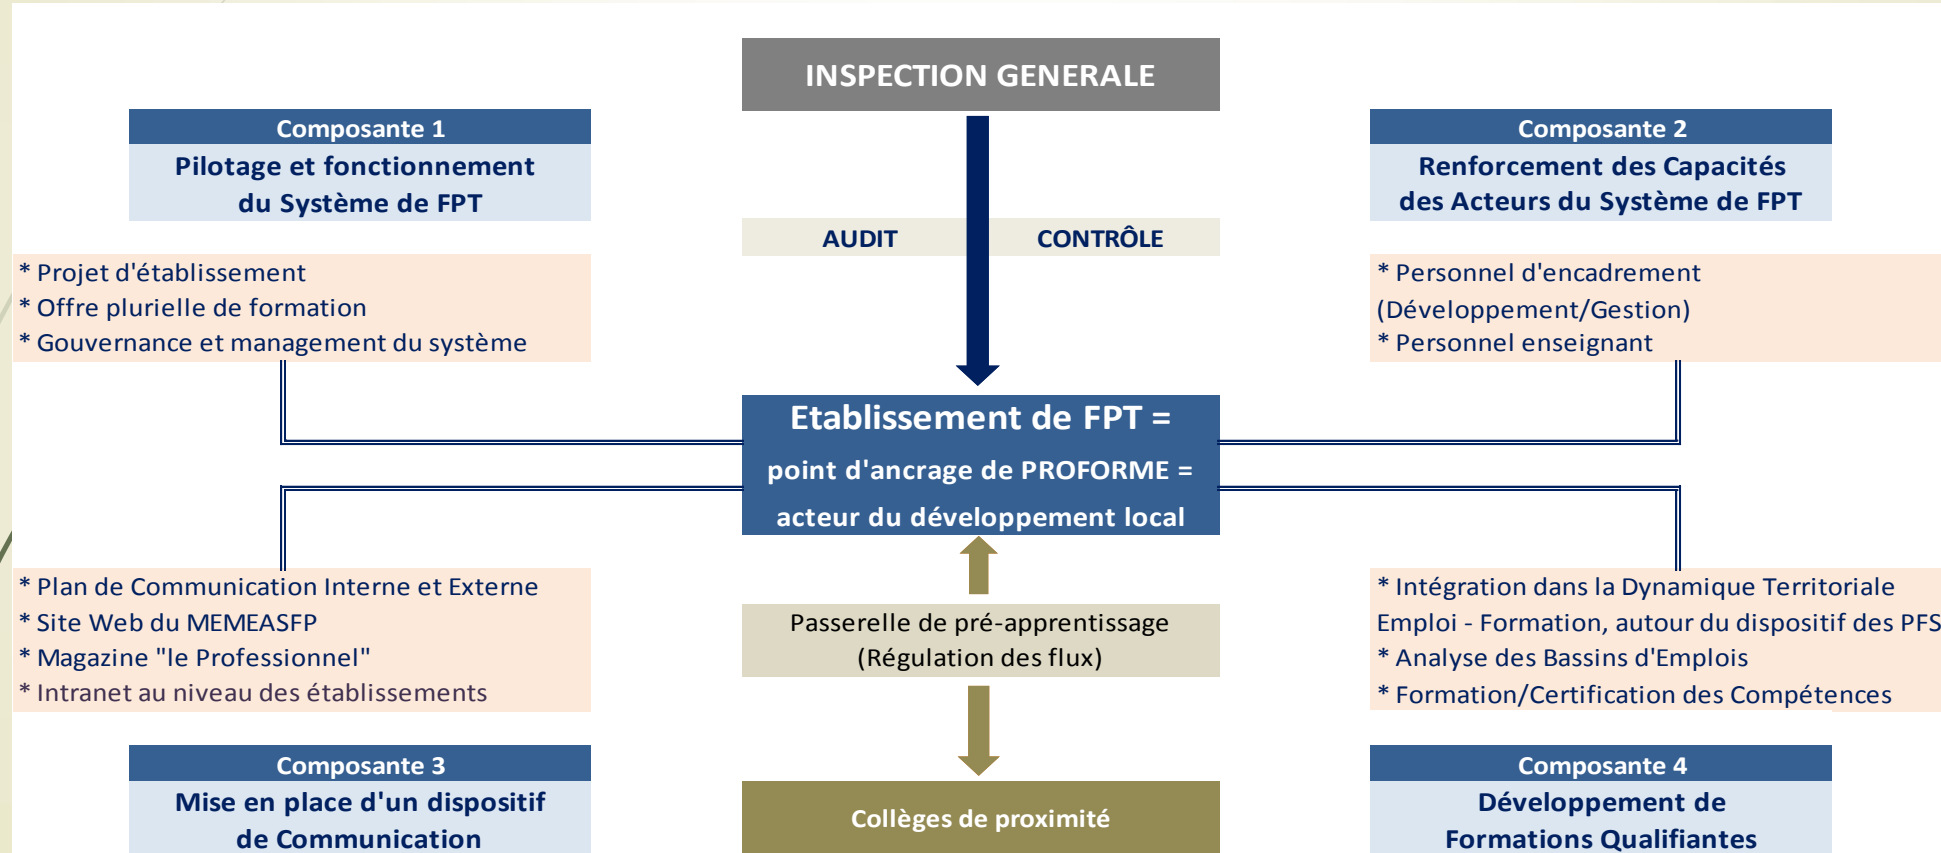 INSPECTION GENERALE
Composante 1
Pilotage et fonctionnement
du Système de FPT
Composante 2
Renforcement des Capacités
des Acteurs du Système de FPT
AUDIT
CONTRÔLE
* Projet d'établissement
* Offre plurielle de formation
* Gouvernance et management du système
* Personnel d'encadrement
(Développement/Gestion)
* Personnel enseignant
Etablissement de FPT =
point d'ancrage de PROFORME =
acteur du développement local
* Plan de Communication Interne et Externe
* Site Web du MEMEASFP
* Magazine "le Professionnel"
* Intranet au niveau des établissements
Passerelle de pré-apprentissage
(Régulation des flux)
* Intégration dans la Dynamique Territoriale
Emploi - Formation, autour du dispositif des PFS
* Analyse des Bassins d'Emplois
* Formation/Certification des Compétences
Composante 3
Mise en place d'un dispositif
de Communication
Collèges de proximité
Composante 4
Développement de
Formations Qualifiantes